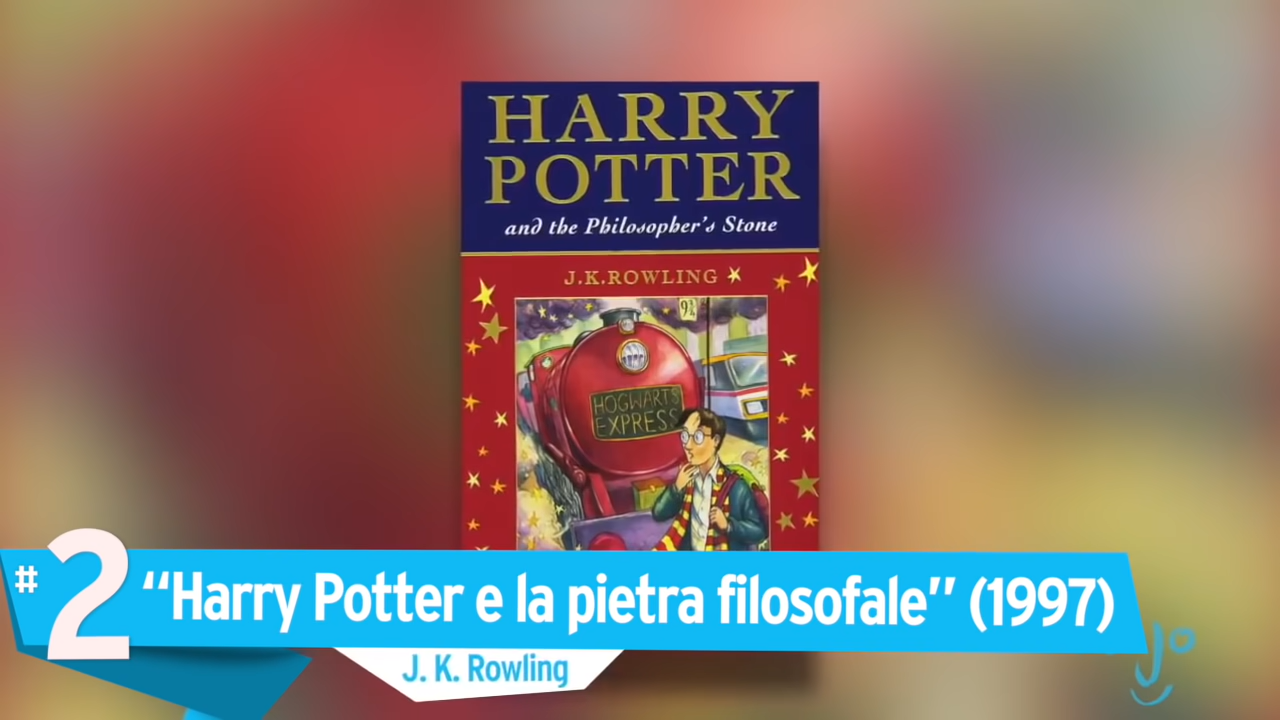 HARRY
POTTER
and the Philosopher's Stone
J.K.ROWLING
9¾
HOGWARTS
EXPRESS
#2 “Harry Potter e la pietra filosofale” (1997)
J. K. Rowling
Jo